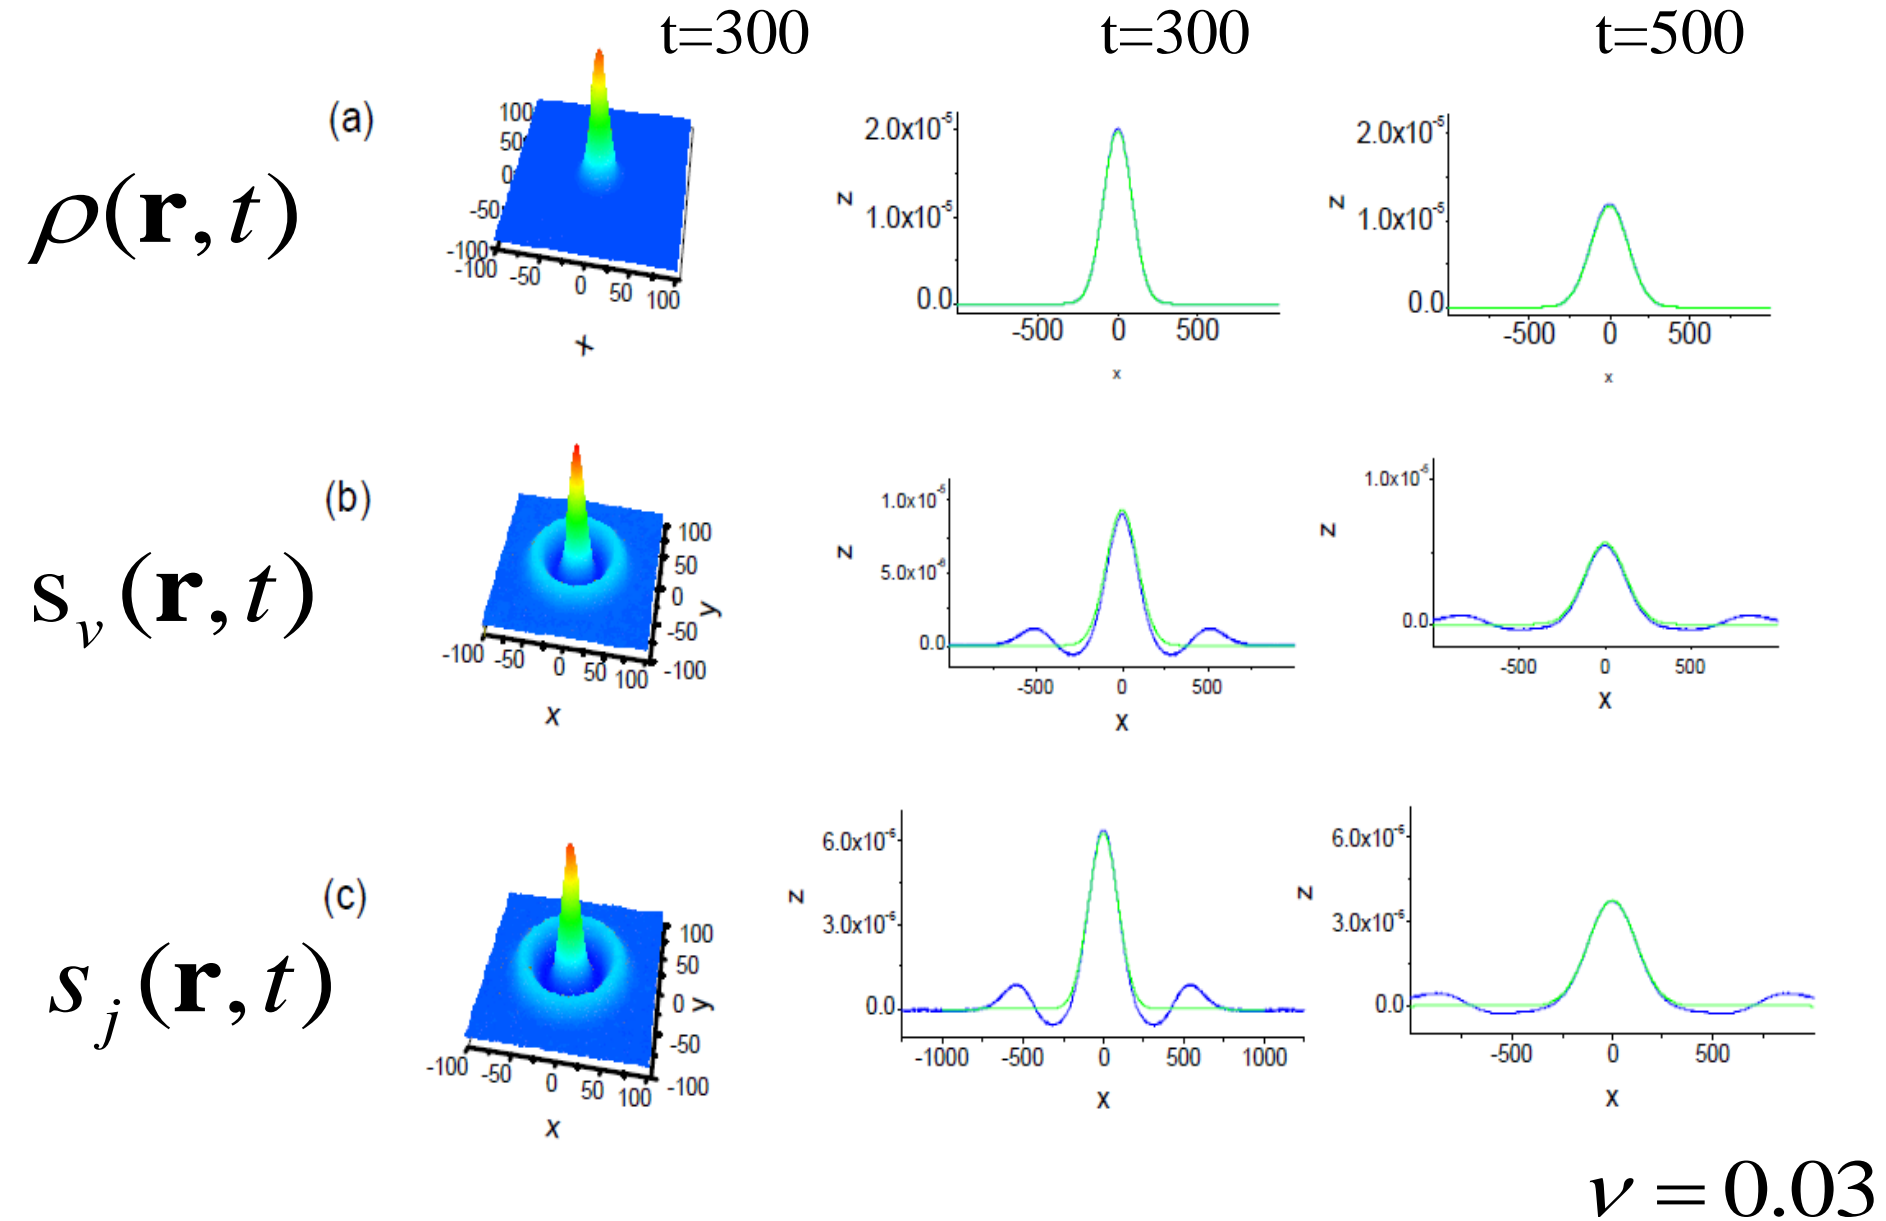 t=300 t=300 t=500
(a)
ρ(r,t)
100
50
0
-50
-100
-100 -50 0 50 100
x
2.0x10⁻⁵
1.0x10⁻⁵
0.0
z
-500 0 500
x
2.0x10⁻⁵
1.0x10⁻⁵
0.0
z
-500 0 500
x
(b)
s_v(r,t)
100
50
0
-50
-100
y
-100 -50 0 50 100
x
1.0x10⁻⁵
5.0x10⁻⁶
0.0
z
-500 0 500
x
1.0x10⁻⁵
0.0
z
-500 0 500
x
(c)
s_j(r,t)
100
50
0
-50
-100
y
-100 -50 0 50 100
x
6.0x10⁻⁶
3.0x10⁻⁶
0.0
z
-1000 -500 0 500 1000
x
6.0x10⁻⁶
3.0x10⁻⁶
0.0
z
-500 0 500
x
ν = 0.03